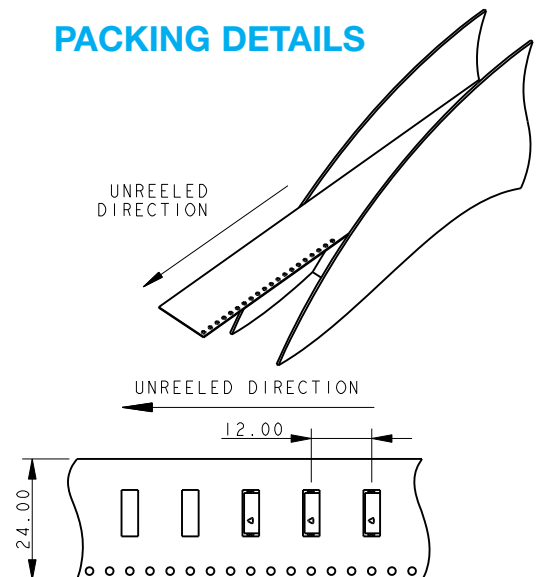 PACKING DETAILS
UNREELED
DIRECTION
UNREELED DIRECTION
12.00
24.00